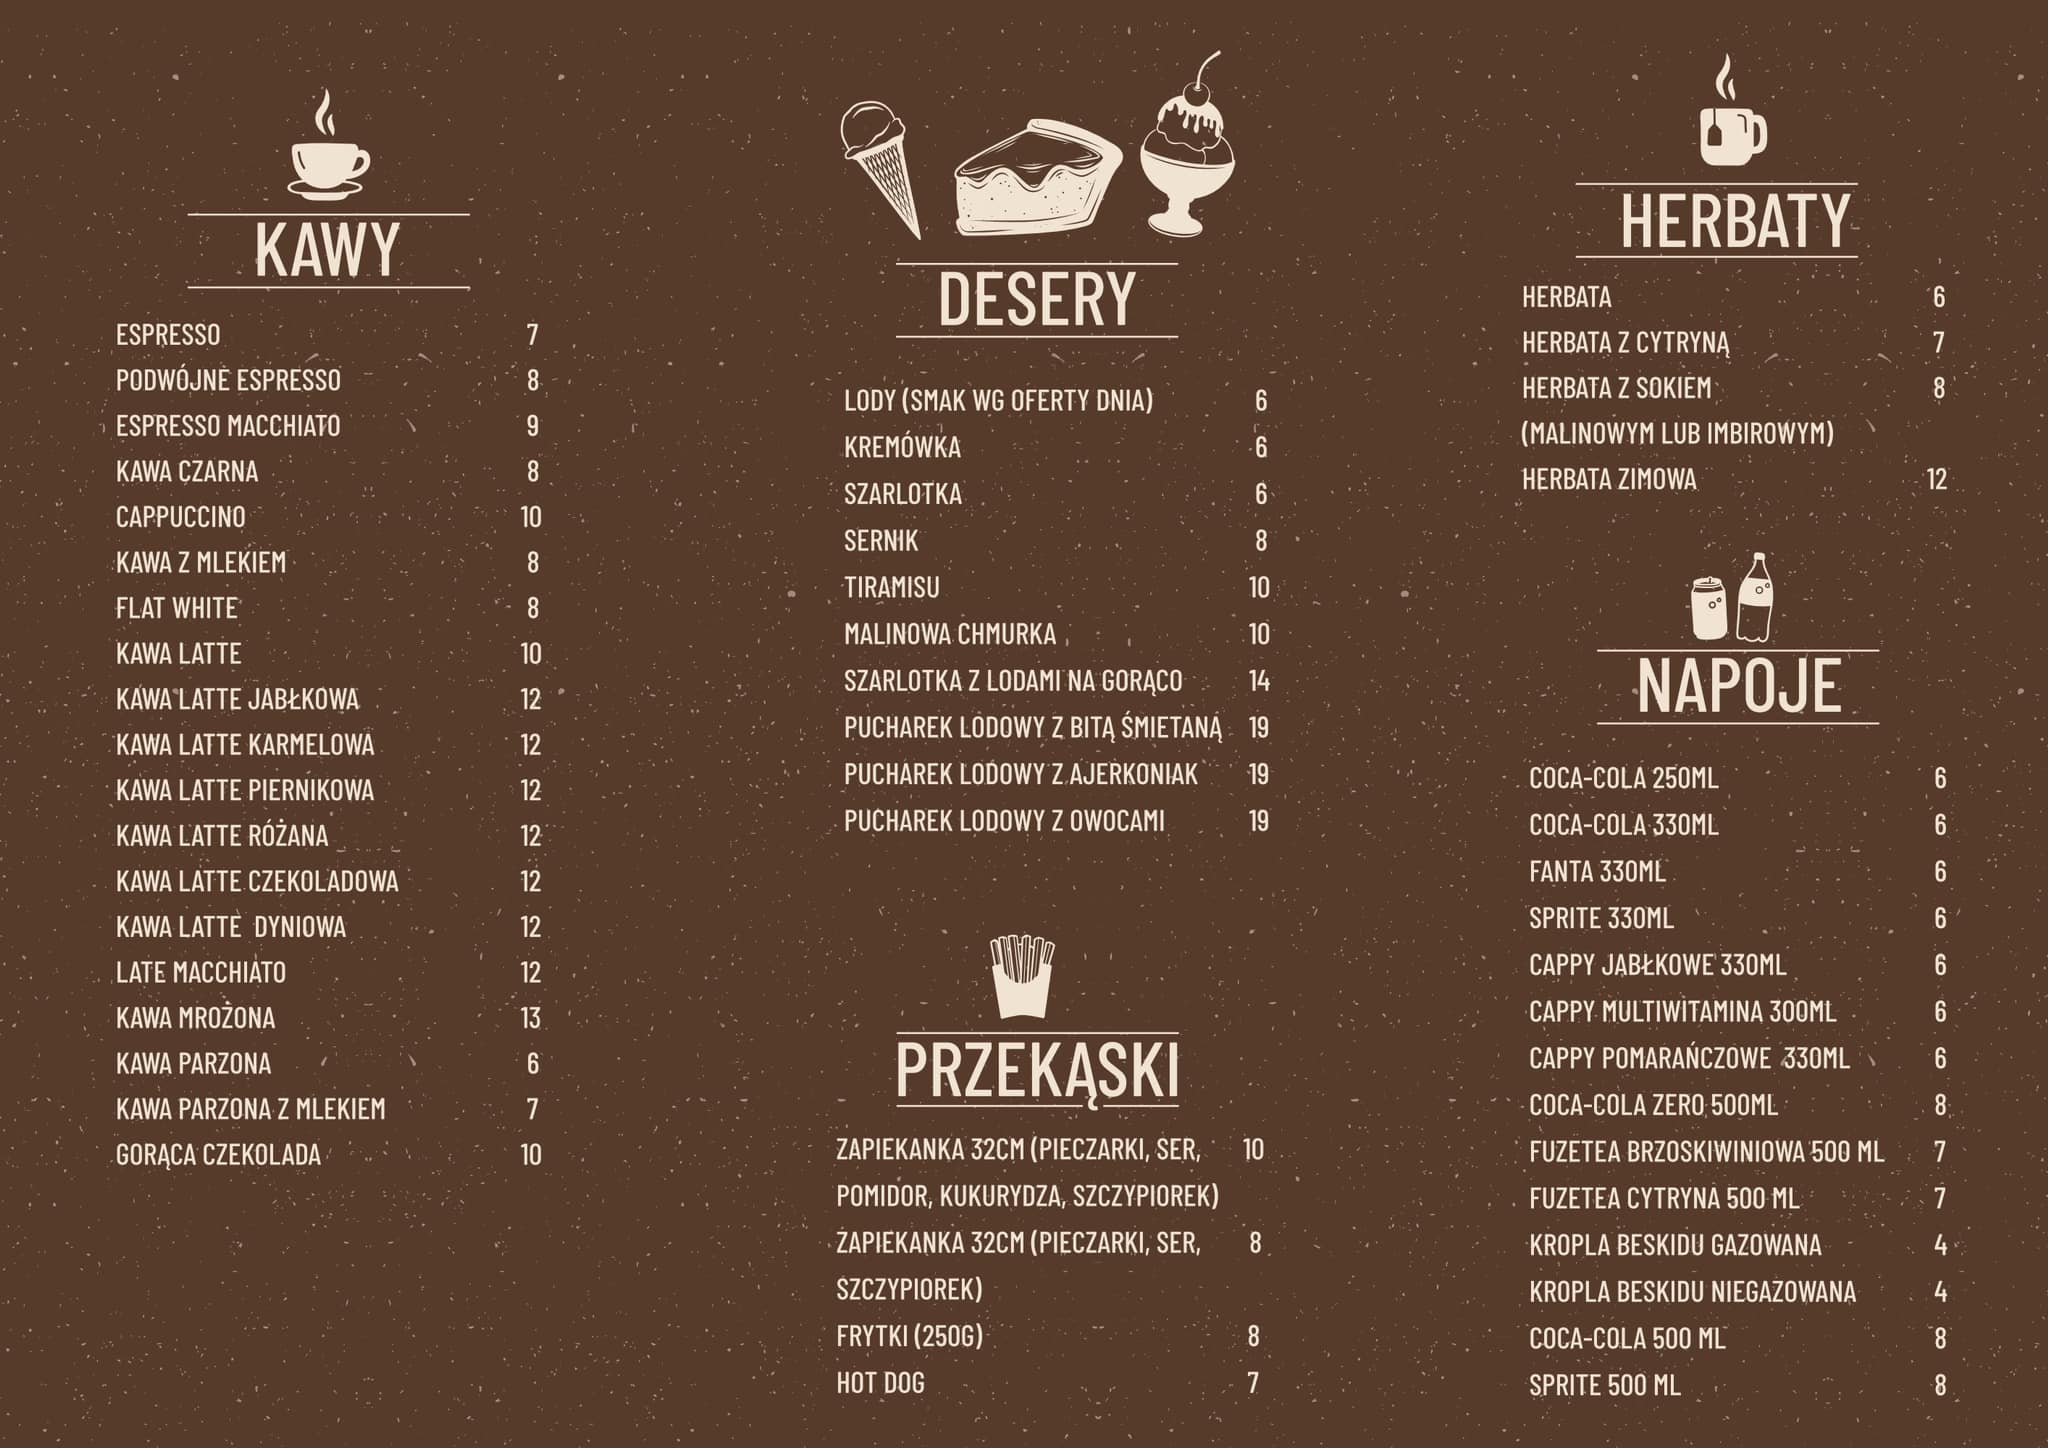 KAWY
ESPRESSO 7
PODWÓJNE ESPRESSO 8
ESPRESSO MACCHIATO 9
KAWA CZARNA 8
CAPPUCCINO 10
KAWA Z MLEKIEM 8
FLAT WHITE 8
KAWA LATTE 10
KAWA LATTE JABŁKOWA 12
KAWA LATTE KARMELOWA 12
KAWA LATTE PIERNIKOWA 12
KAWA LATTE RÓŻANA 12
KAWA LATTE CZEKOLADOWA 12
KAWA LATTE DYNIOWA 12
LATE MACCHIATO 12
KAWA MROŻONA 13
KAWA PARZONA 6
KAWA PARZONA Z MLEKIEM 7
GORĄCA CZEKOLADA 10
DESERY
LODY (SMAK WG OFERTY DNIA) 6
KREMÓWKA 6
SZARLOTKA 6
SERNIK 8
TIRAMISU 10
MALINOWA CHMURKA 10
SZARLOTKA Z LODAMI NA GORĄCO 14
PUCHAREK LODOWY Z BITĄ ŚMIETANĄ 19
PUCHAREK LODOWY Z AJERKONIAK 19
PUCHAREK LODOWY Z OWOCAMI 19
PRZEKĄSKI
ZAPIEKANKA 32CM (PIECZARKI, SER, 10
POMIDOR, KUKURYDZA, SZCZYPIOREK)
ZAPIEKANKA 32CM (PIECZARKI, SER, 8
SZCZYPIOREK)
FRYTKI (250G) 8
HOT DOG 7
HERBATY
HERBATA 6
HERBATA Z CYTRYNĄ 7
HERBATA Z SOKIEM 8
(MALINOWYM LUB IMBIROWYM)
HERBATA ZIMOWA 12
NAPOJE
COCA-COLA 250ML 6
COCA-COLA 330ML 6
FANTA 330ML 6
SPRITE 330ML 6
CAPPY JABŁKOWE 330ML 6
CAPPY MULTIWITAMINA 300ML 6
CAPPY POMARAŃCZOWE 330ML 6
COCA-COLA ZERO 500ML 8
FUZETEA BRZOSKIWINIOWA 500 ML 7
FUZETEA CYTRYNA 500 ML 7
KROPLA BESKIDU GAZOWANA 4
KROPLA BESKIDU NIEGAZOWANA 4
COCA-COLA 500 ML 8
SPRITE 500 ML 8